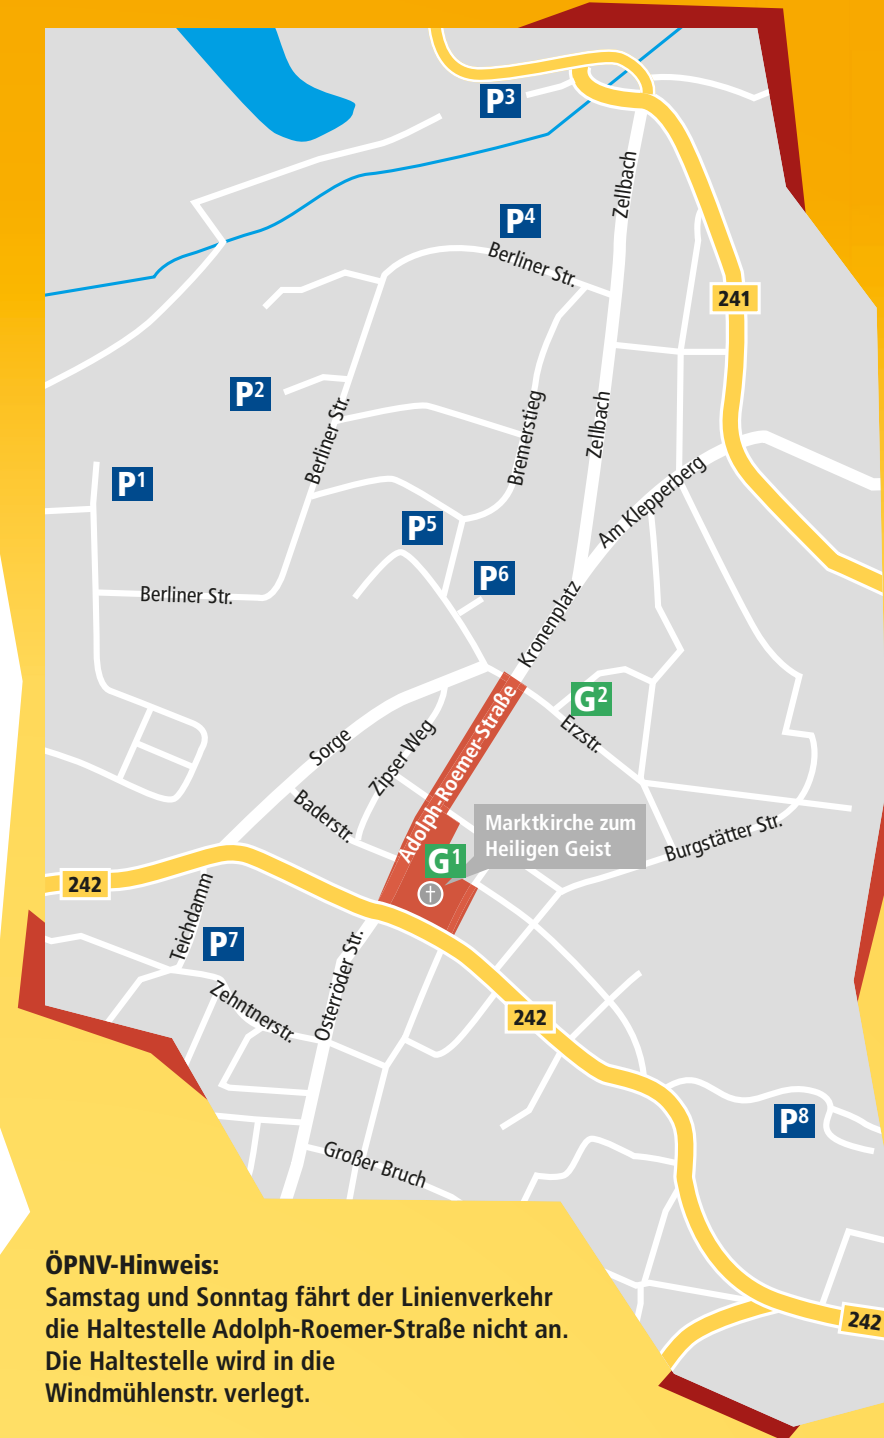 P3
Zellbach
P4
Berliner Str.
241
P2
Berliner Str.
Bremerstieg
Zellbach
P1
Am Klepperberg
P5
P6
Berliner Str.
Kronenplatz
G2
Adolph-Roemer-Straße
Erzstr.
Sorge
Zipser Weg
Baderstr.
Marktkirche zum
Heiligen Geist
G1
Burgstätter Str.
242
Teichdamm
P7
Osterröder Str.
Zehntnerstr.
242
P8
Großer Bruch
ÖPNV-Hinweis:
Samstag und Sonntag fährt der Linienverkehr
die Haltestelle Adolph-Roemer-Straße nicht an.
Die Haltestelle wird in die
Windmühlenstr. verlegt.
242